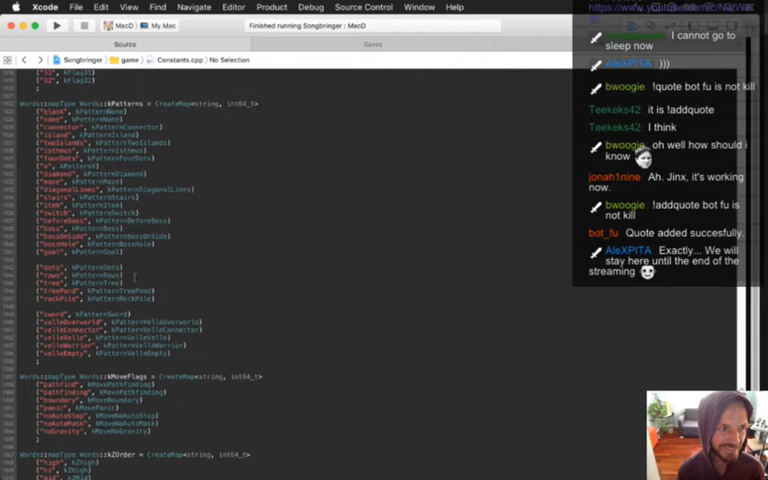 Xcode File Edit View Find Navigate Editor Product Debug Source Control Window Help
MacD My Mac
Finished running Songbringer : MacD
Source
Saves
Songbringer game Constants.cpp No Selection
("31", kFlag31)
("32", kFlag32)
;
Words::mapType Words::kPatterns = CreateMap<string, int64_t>
("blank", kPatternNone)
("none", kPatternNone)
("connector", kPatternConnector)
("island", kPatternIsland)
("twoIslands", kPatternTwoIslands)
("isthmus", kPatternIsthmus)
("fourDots", kPatternFourDots)
("x", kPatternX)
("diamond", kPatternDiamond)
("maze", kPatternMaze)
("diagonalLines", kPatternDiagonalLines)
("stairs", kPatternStairs)
("item", kPatternItem)
("switch", kPatternSwitch)
("beforeBoss", kPatternBeforeBoss)
("boss", kPatternBoss)
("bossOnSide", kPatternBossOnSide)
("bossHole", kPatternBossHole)
("goal", kPatternGoal)
("dots", kPatternDots)
("rows", kPatternRows)
("tree", kPatternTree)
("treePond", kPatternTreePond)
("rockPile", kPatternRockPile)
("sword", kPatternSword)
("velleOverworld", kPatternVelleOverworld)
("velleConnector", kPatternVelleConnector)
("velleVelle", kPatternVelleVelle)
("velleWarrior", kPatternVelleWarrior)
("velleEmpty", kPatternVelleEmpty)
;
Words::mapType Words::kMoveFlags = CreateMap<string, int64_t>
("pathfind", kMovePathfinding)
("pathfinding", kMovePathfinding)
("boundary", kMoveBoundary)
("panic", kMovePanic)
("noAutoStop", kMoveNoAutoStop)
("noAutoMask", kMoveNoAutoMask)
("noGravity", kMoveNoGravity)
;
Words::mapType Words::kZOrder = CreateMap<string, int64_t>
("high", kZHigh)
("hi", kZHigh)
I cannot go to
sleep now
AleXPITA )))
bwoogie !quote bot fu is not kill
Teekeks42 it is !addquote
Teekeks42 I think
bwoogie oh well how should i
know
jonah1nine Ah. Jinx, it's working
now.
bwoogie !addquote bot fu is
not kill
bot_fu Quote added succesfully.
AleXPITA Exactly... We will
stay here until the end of the
streaming